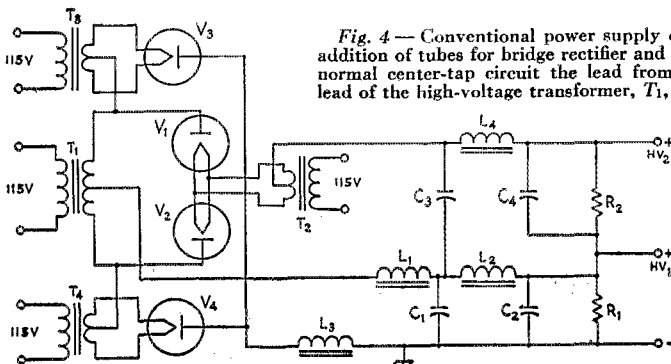 Fig. 4 — Conventional power supply
addition of tubes for bridge rectifier and
normal center-tap circuit the lead from
lead of the high-voltage transformer, T1,
T3
V3
115V
L4
HV2
V1
T1
115V
C3
C4
R2
115V
T2
V2
L1
L2
HV1
T4
V4
C1
C2
R1
115V
L3